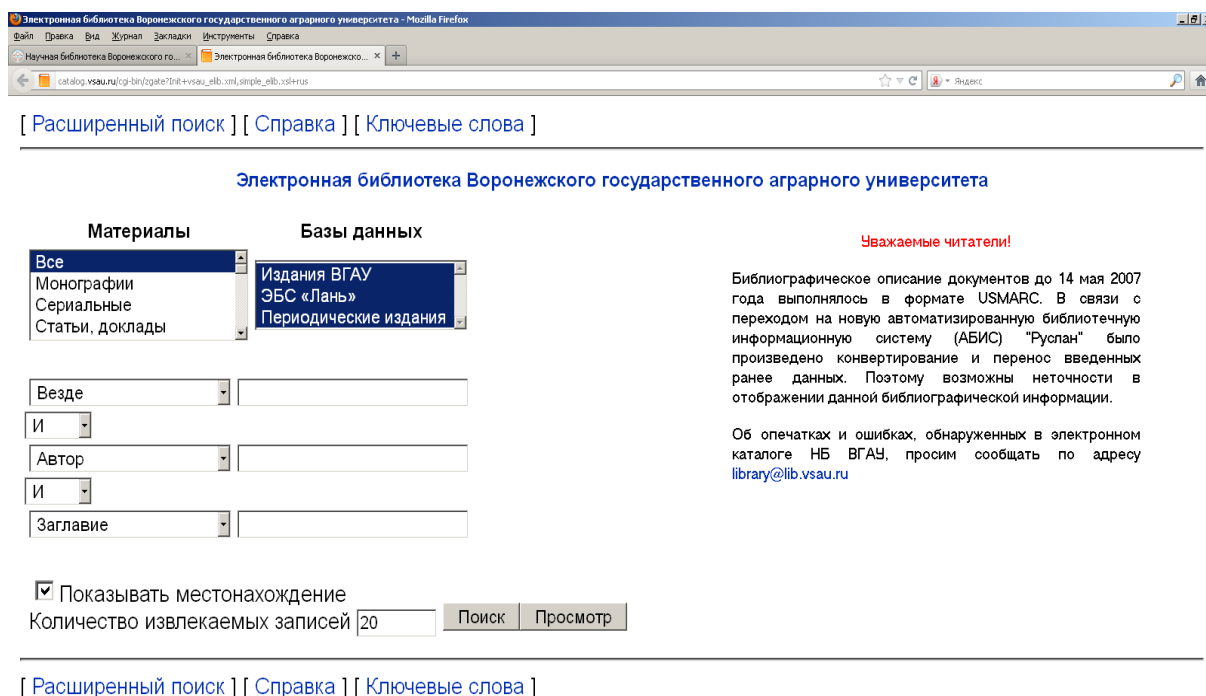 Электронная библиотека Воронежского государственного аграрного университета - Mozilla Firefox
Файл Правка Вид Журнал Закладки Инструменты Справка
Научная библиотека Воронежского го... × Электронная библиотека Воронежско... × +
catalog.vsau.ru/cgi-bin/zgate?Init+vsau_elib.xml,simple_elib.xsl+rus Яндекс
[ Расширенный поиск ] [ Справка ] [ Ключевые слова ]
Электронная библиотека Воронежского государственного аграрного университета
Материалы
Все
Монографии
Сериальные
Статьи, доклады
Базы данных
Издания ВГАУ
ЭБС «Лань»
Периодические издания
Везде
И
Автор
И
Заглавие
Показывать местонахождение
Количество извлекаемых записей 20 Поиск Просмотр
Уважаемые читатели!
Библиографическое описание документов до 14 мая 2007
года выполнялось в формате USMARC. В связи с
переходом на новую автоматизированную библиотечную
информационную систему (АБИС) "Руслан" было
произведено конвертирование и перенос введенных
ранее данных. Поэтому возможны неточности в
отображении данной библиографической информации.
Об опечатках и ошибках, обнаруженных в электронном
каталоге НБ ВГАУ, просим сообщать по адресу
library@lib.vsau.ru
[ Расширенный поиск ] [ Справка ] [ Ключевые слова ]